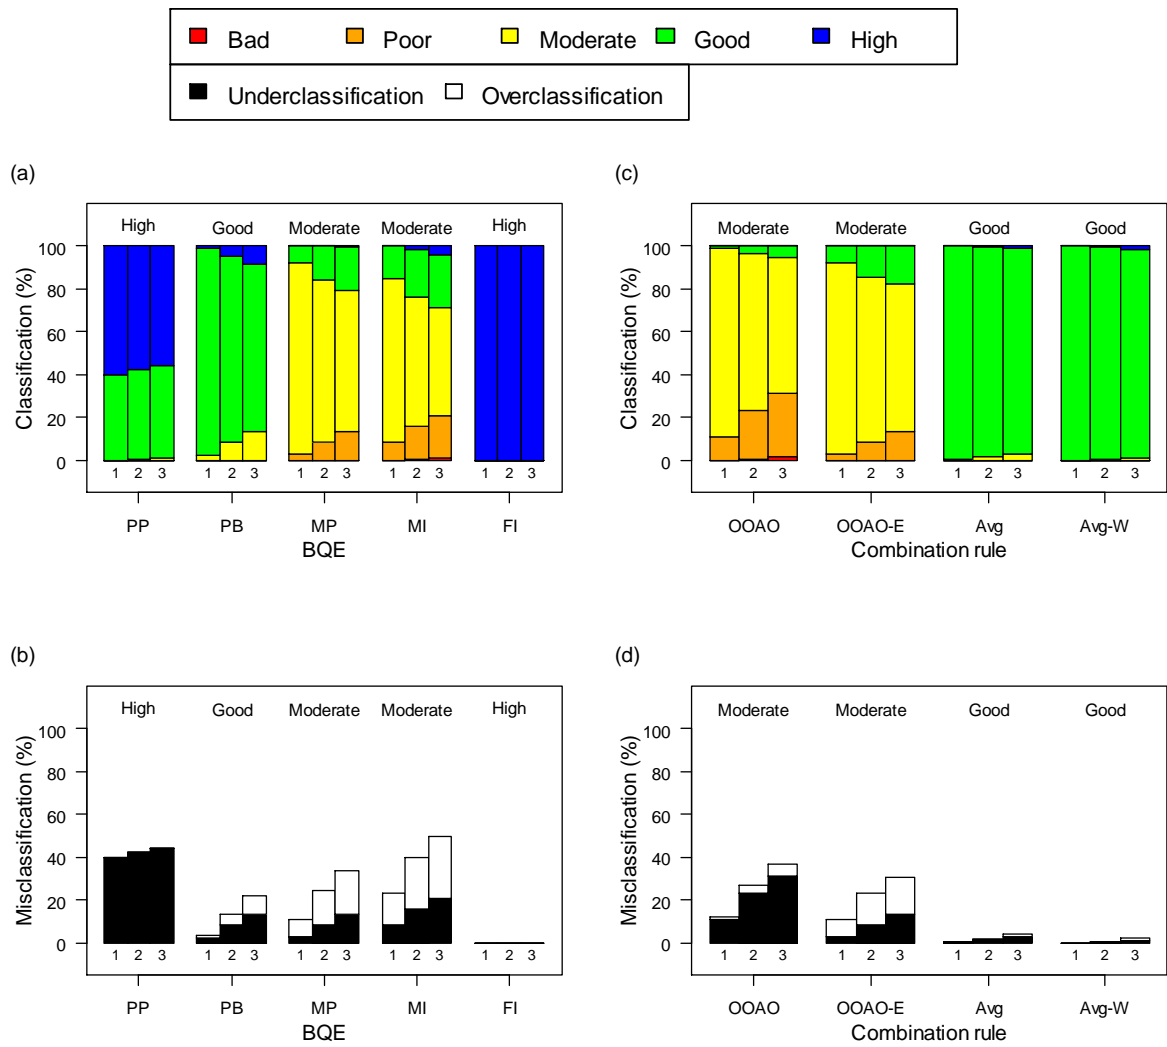 Bad Poor Moderate Good High
Underclassification Overclassification
(a)
High Good Moderate Moderate High
100
80
60
40
20
0
Classification (%)
1 2 3 1 2 3 1 2 3 1 2 3 1 2 3
PP PB MP MI FI
BQE
(c)
Moderate Moderate Good Good
100
80
60
40
20
0
Classification (%)
1 2 3 1 2 3 1 2 3 1 2 3
OOAO OOAO-E Avg Avg-W
Combination rule
(b)
High Good Moderate Moderate High
100
80
60
40
20
0
Misclassification (%)
1 2 3 1 2 3 1 2 3 1 2 3 1 2 3
PP PB MP MI FI
BQE
(d)
Moderate Moderate Good Good
100
80
60
40
20
0
Misclassification (%)
1 2 3 1 2 3 1 2 3 1 2 3
OOAO OOAO-E Avg Avg-W
Combination rule